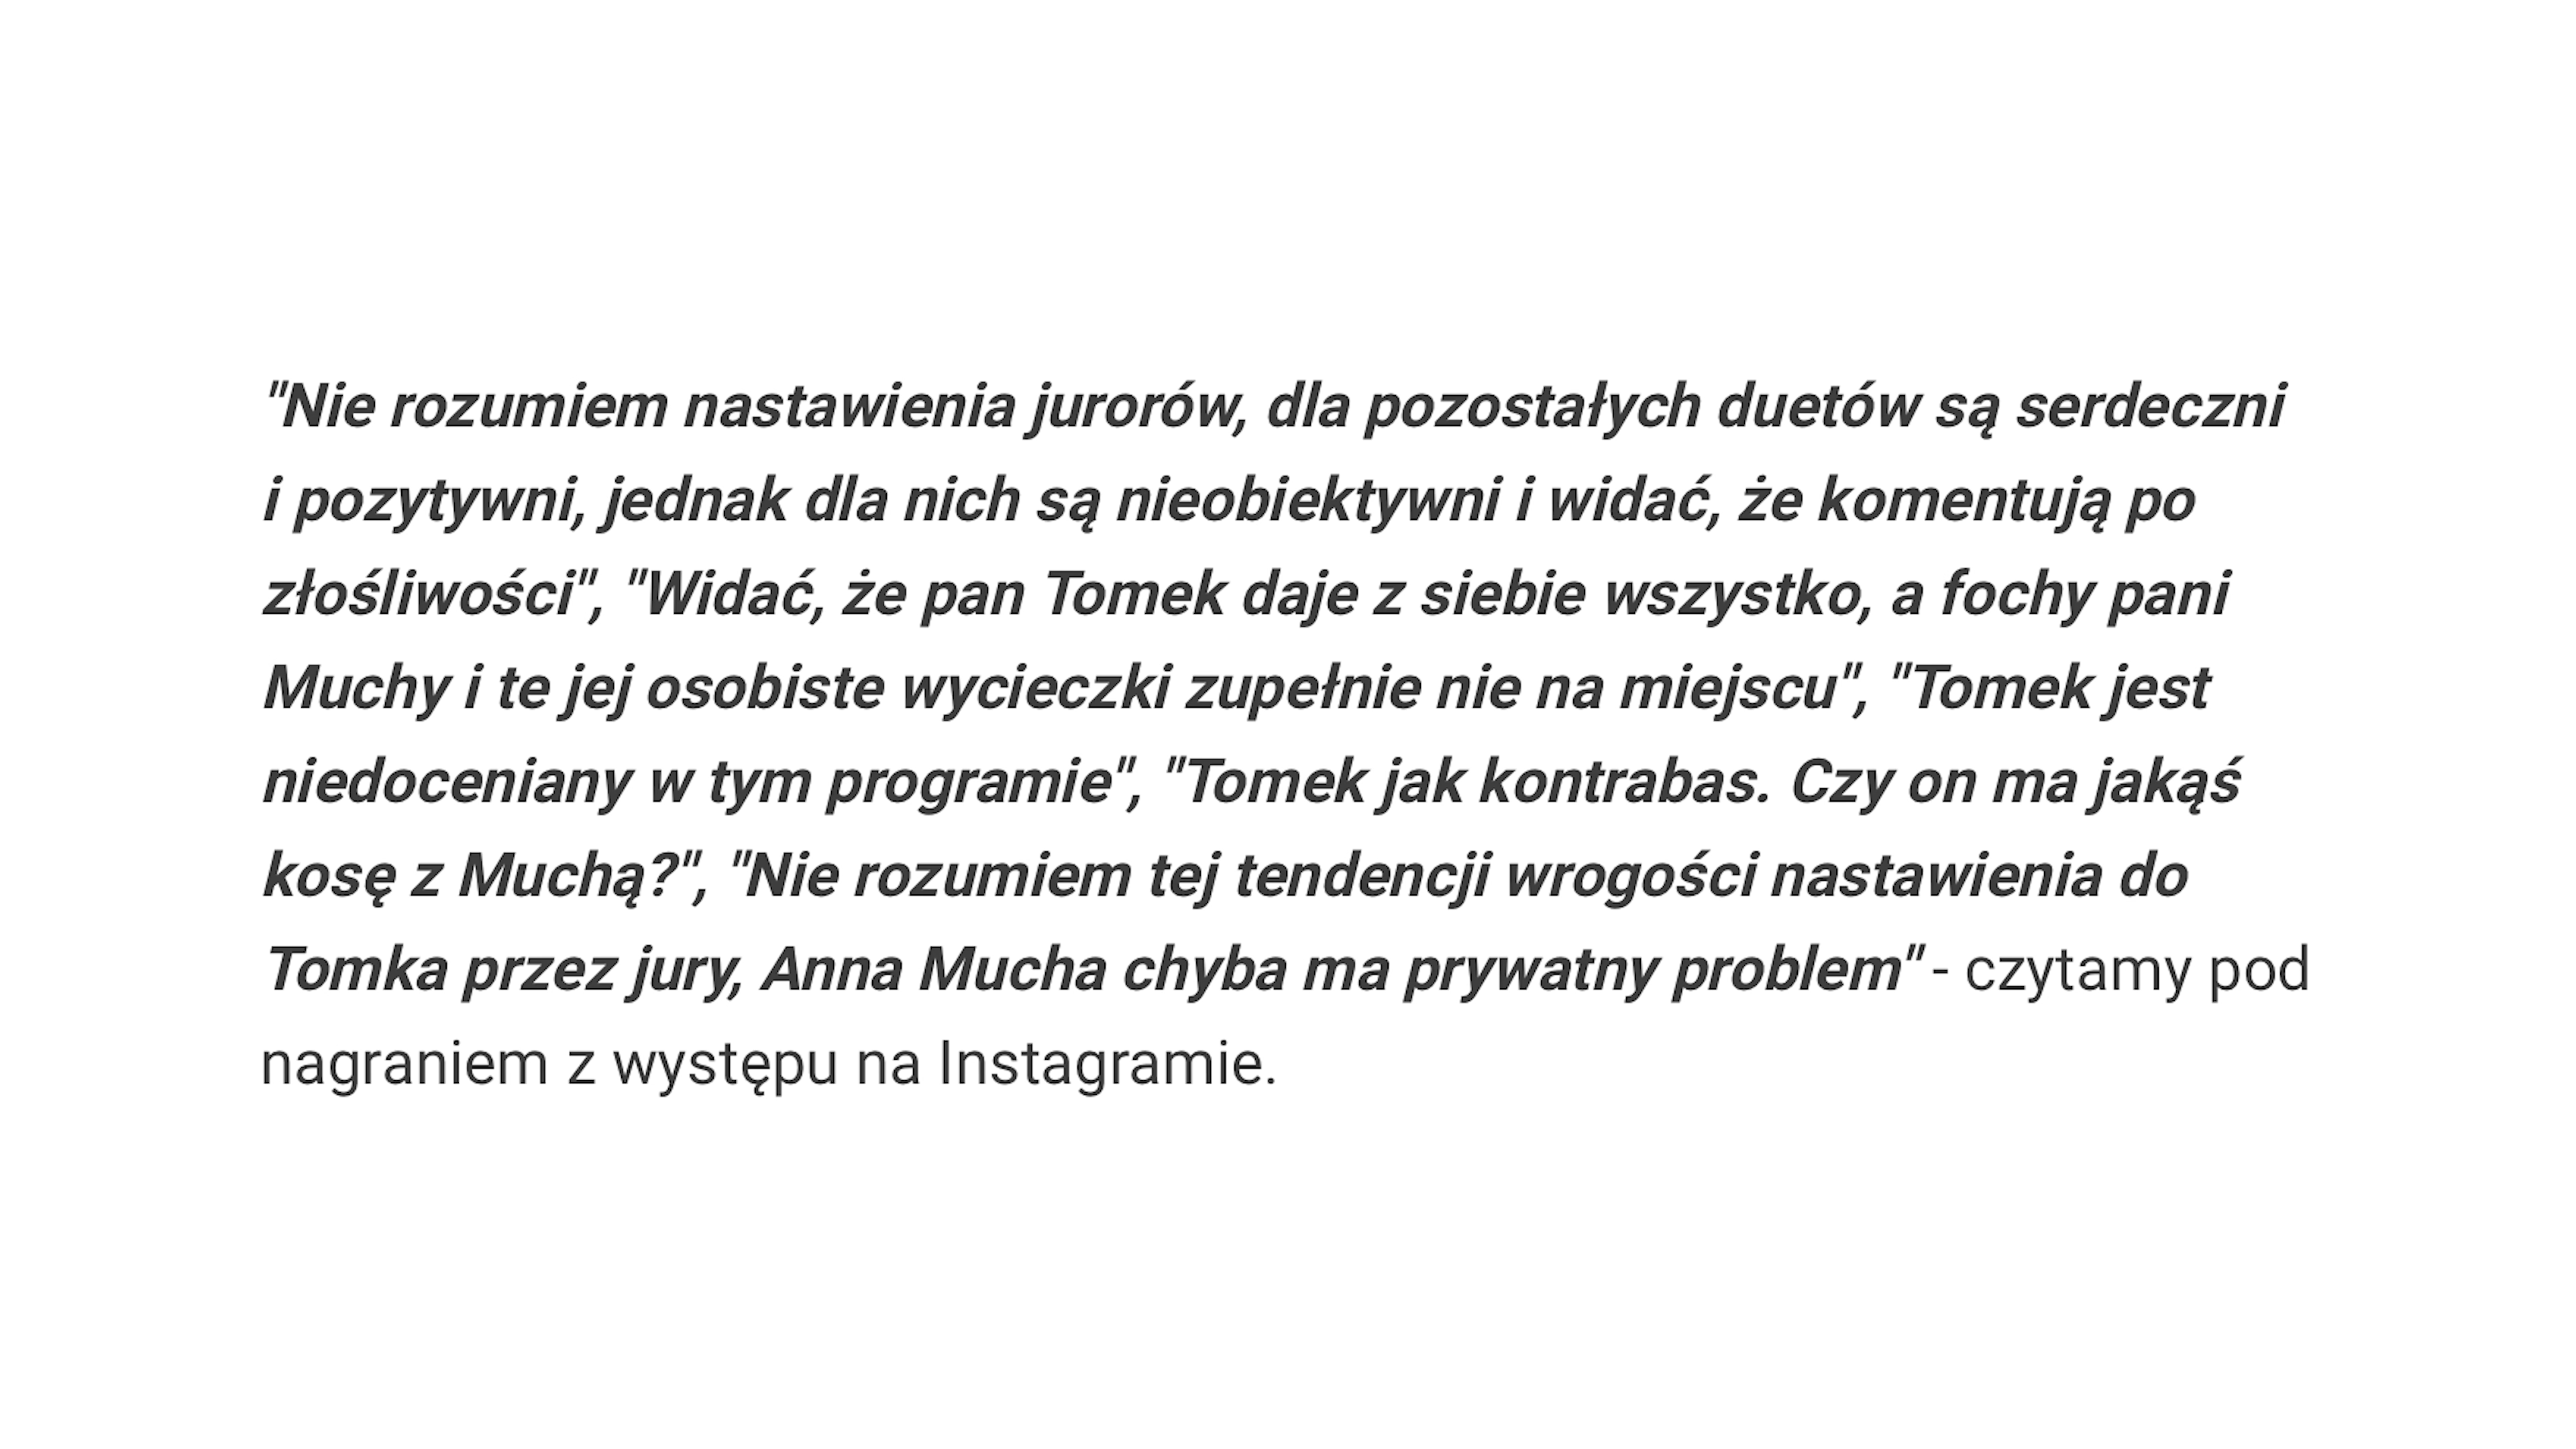 "Nie rozumiem nastawienia jurorów, dla pozostałych duetów są serdeczni
i pozytywni, jednak dla nich są nieobiektywni i widać, że komentują po
złośliwości", "Widać, że pan Tomek daje z siebie wszystko, a fochy pani
Muchy i te jej osobiste wycieczki zupełnie nie na miejscu", "Tomek jest
niedoceniany w tym programie", "Tomek jak kontrabas. Czy on ma jakąś
kosę z Muchą?", "Nie rozumiem tej tendencji wrogości nastawienia do
Tomka przez jury, Anna Mucha chyba ma prywatny problem" - czytamy pod
nagraniem z występu na Instagramie.